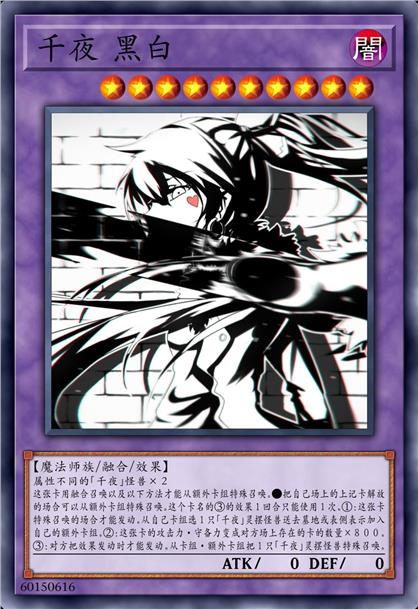 千夜 黑白
闇
【魔法师族/融合/效果】
属性不同的「千夜」怪兽×2
这张卡用融合召唤以及以下方法才能从额外卡组特殊召唤。●把自己场上的上记卡解放
的场合可以从额外卡组特殊召唤。这个卡名的③的效果1回合只能使用1次。①:这张卡
特殊召唤的场合才能发动。从自己卡组选1只「千夜」灵摆怪兽送去墓地或表侧表示加入
自己的额外卡组。②:这张卡的攻击力·守备力变成对方场上存在的卡的数量×800。
③:对方把效果发动时才能发动。从卡组·额外卡组把1只「千夜」灵摆怪兽特殊召唤。
ATK/ 0 DEF/ 0
60150616